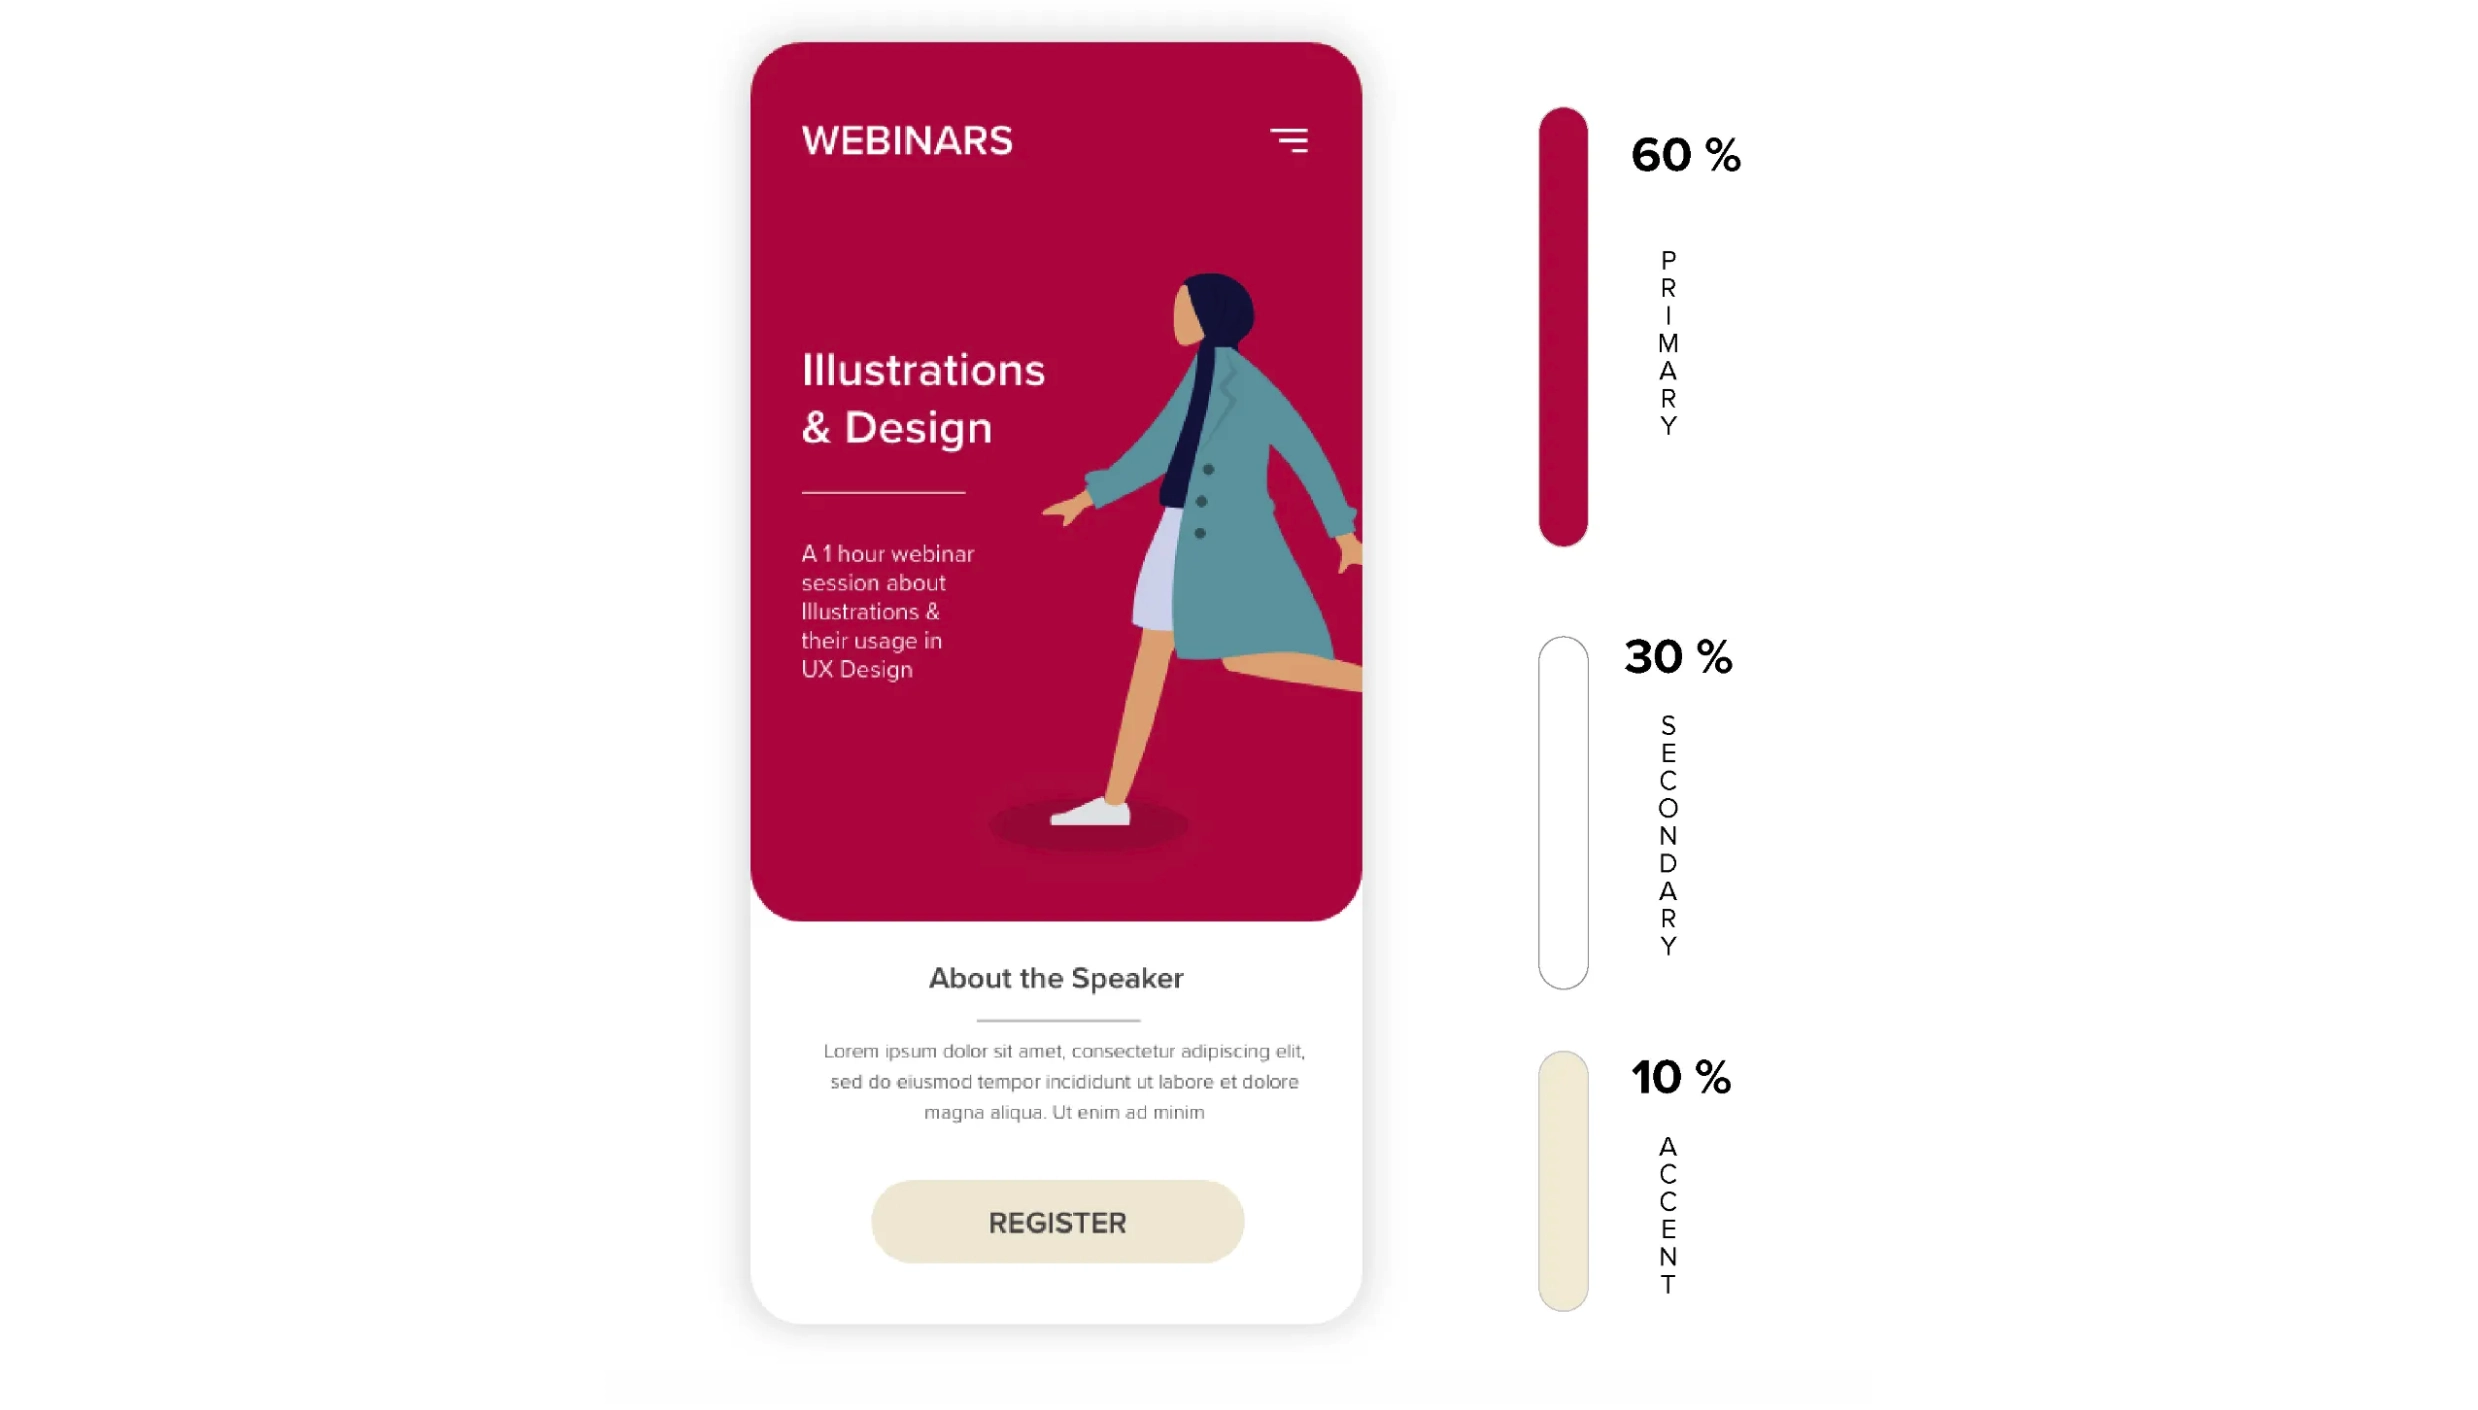 WEBINARS
Illustrations
& Design
A 1 hour webinar
session about
Illustrations &
their usage in
UX Design
About the Speaker
Lorem ipsum dolor sit amet, consectetur adipiscing elit,
sed do eiusmod tempor incididunt ut labore et dolore
magna aliqua. Ut enim ad minim
REGISTER
60 %
PRIMARY
30 %
SECONDARY
10 %
ACCENT